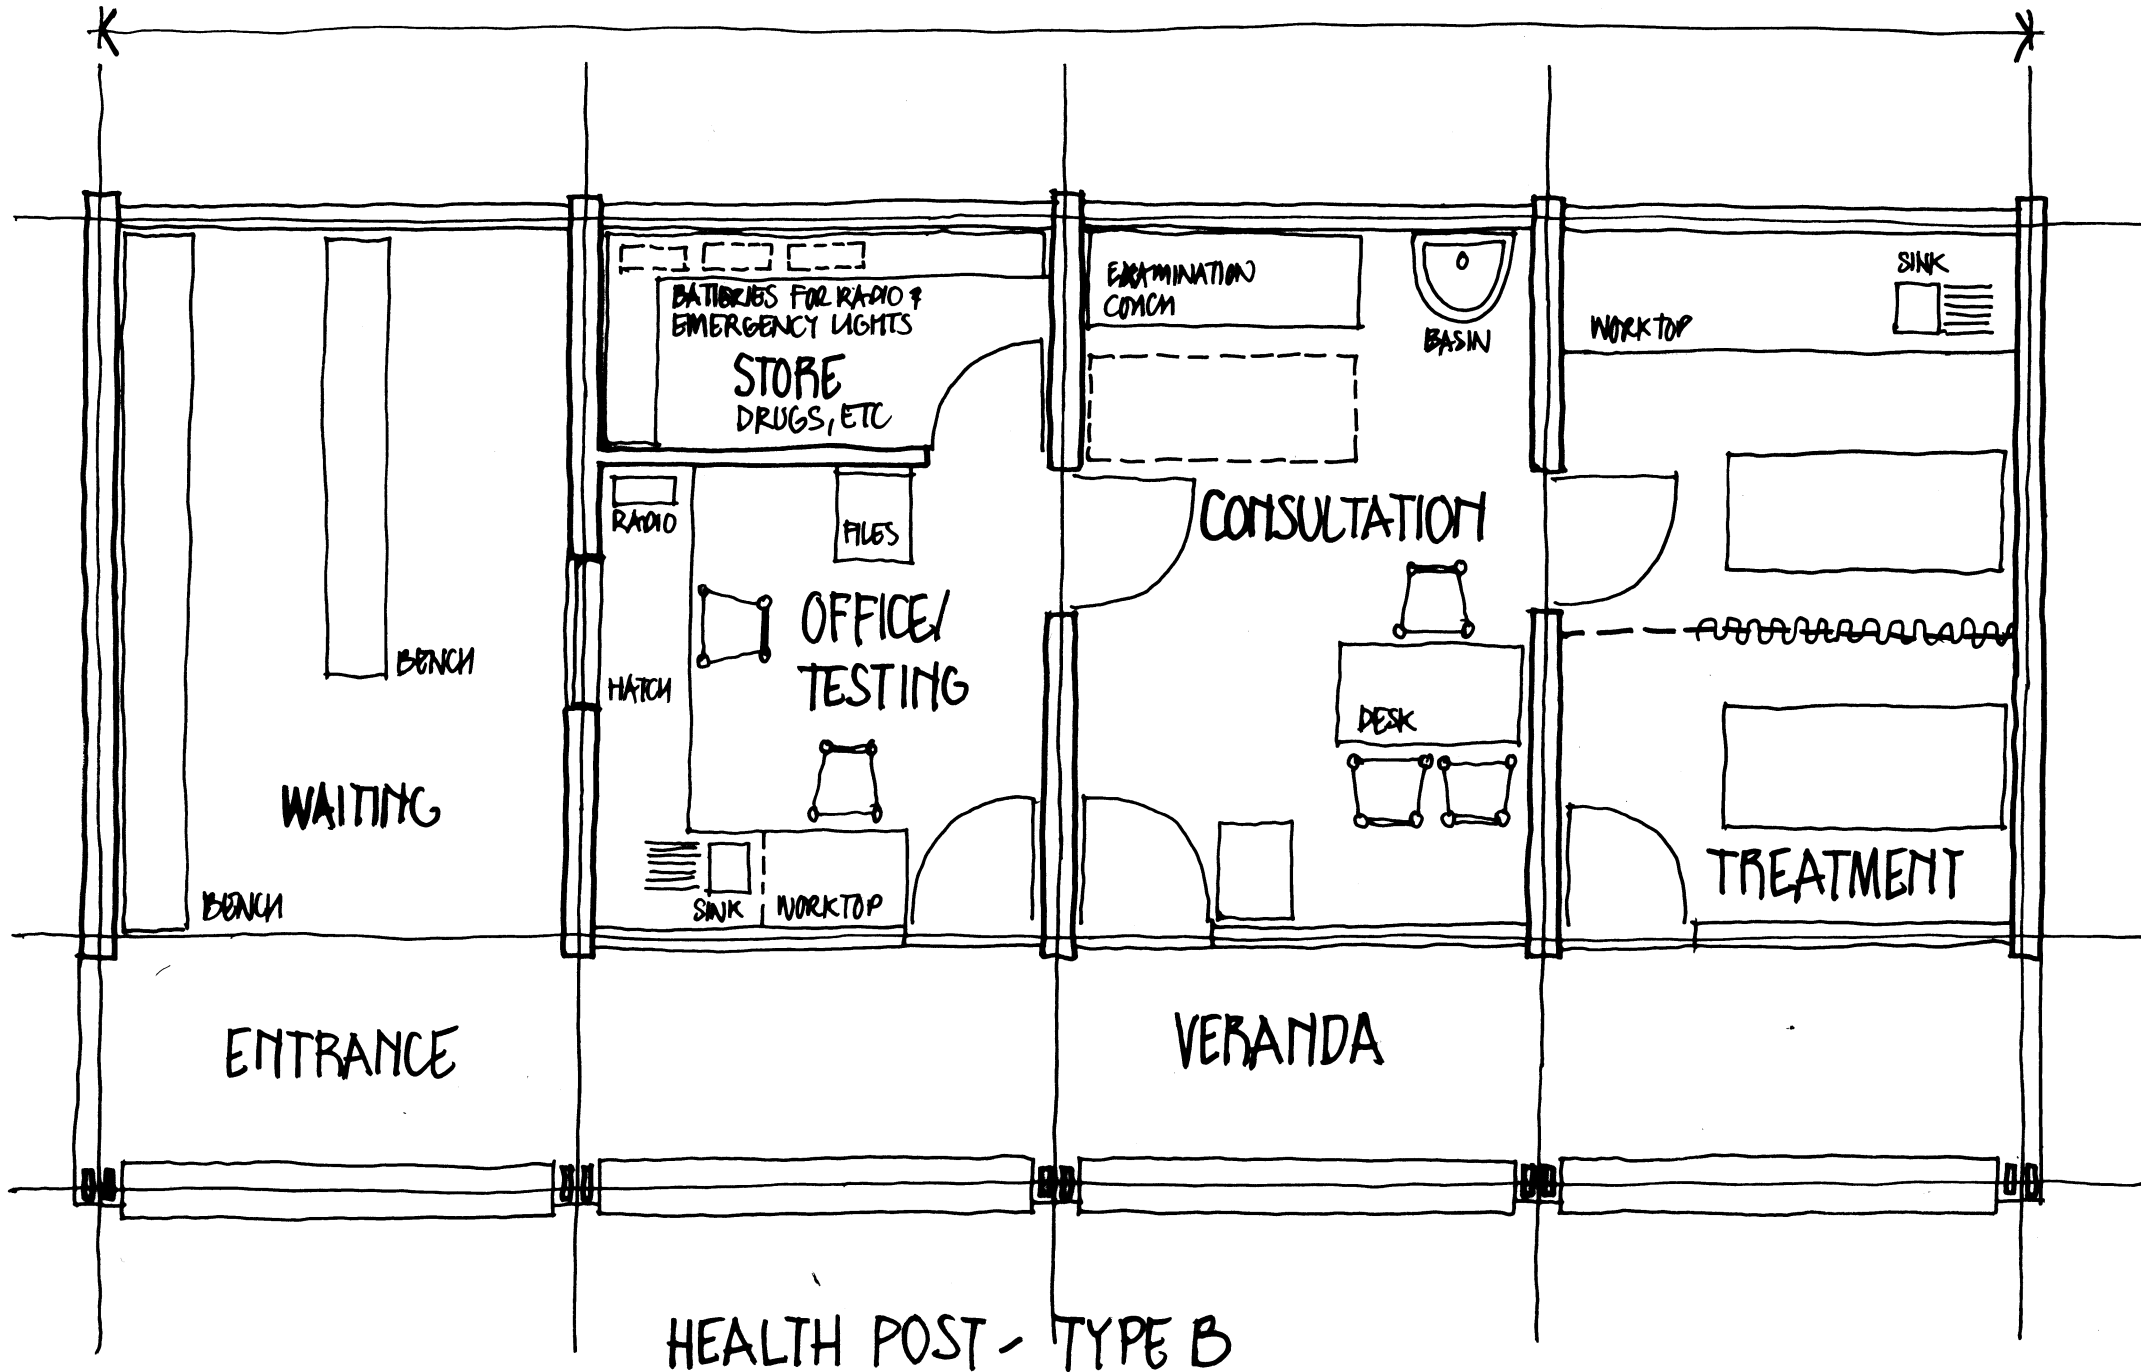 BATTERIES FOR RADIO &
EMERGENCY LIGHTS
STORE
DRUGS, ETC
EXAMINATION
COUCH
BASIN
SINK
WORKTOP
RADIO
FILES
CONSULTATION
OFFICE/
TESTING
BENCH
HATCH
DESK
WAITING
BENCH
SINK
WORKTOP
TREATMENT
ENTRANCE
VERANDA
HEALTH POST - TYPE B